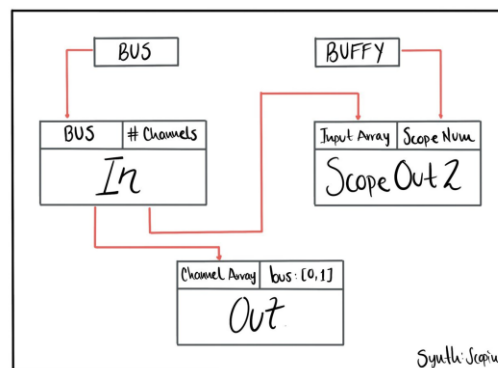 BUS
BUFFY
BUS
# Channels
In
Input Array
Scope Num
Scope Out 2
Channel Array
bus: [0,1]
Out